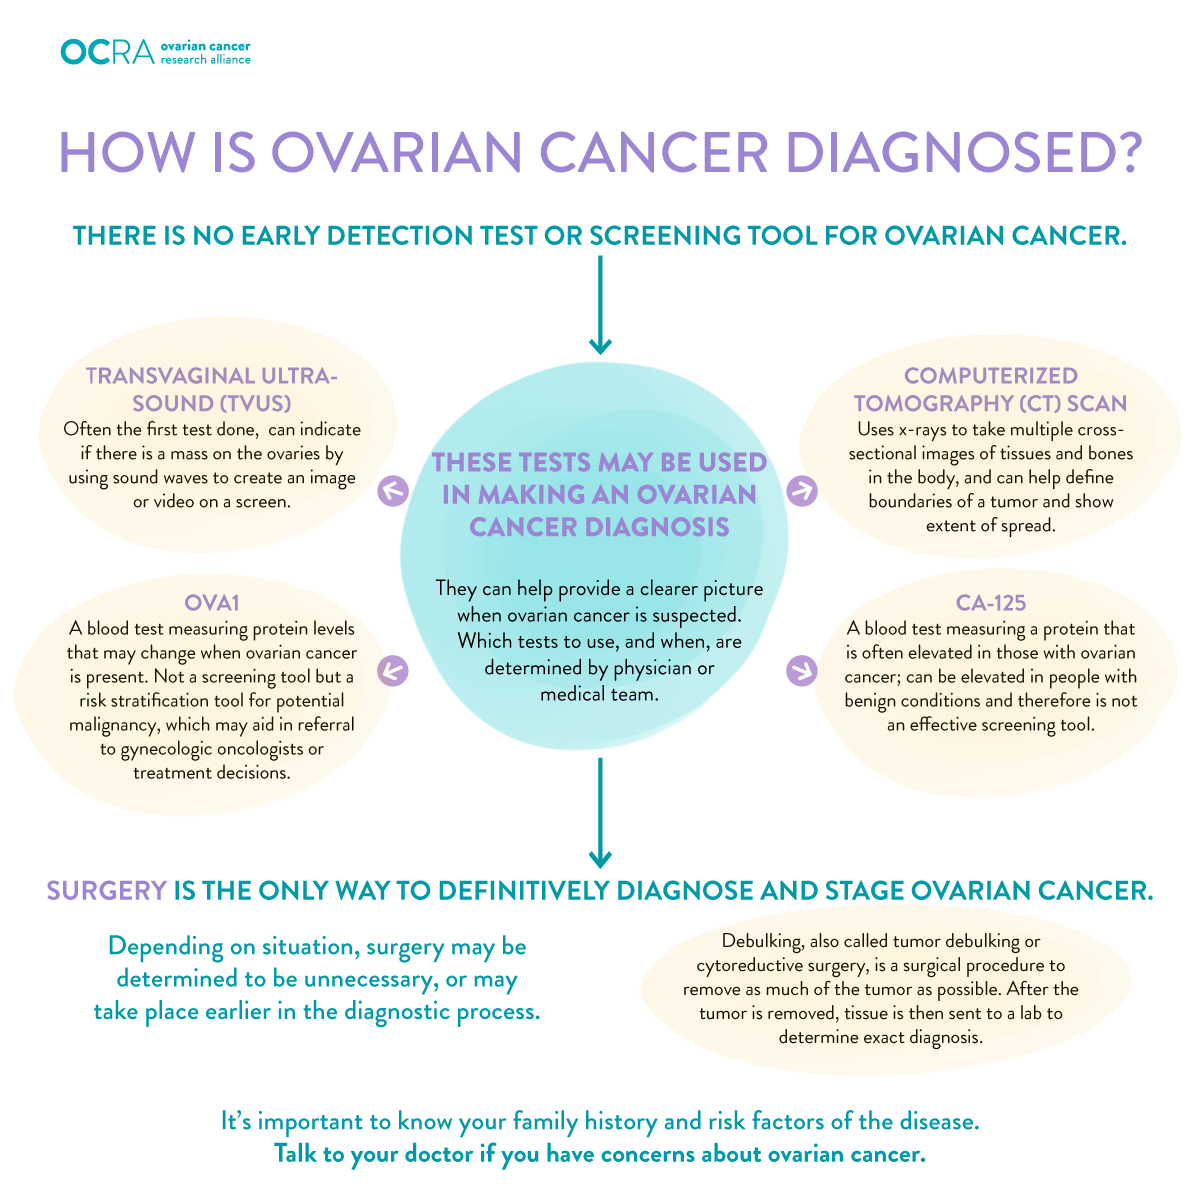 OCRA ovarian cancer
research alliance
HOW IS OVARIAN CANCER DIAGNOSED?
THERE IS NO EARLY DETECTION TEST OR SCREENING TOOL FOR OVARIAN CANCER.
TRANSVAGINAL ULTRA-
SOUND (TVUS)
Often the first test done, can indicate
if there is a mass on the ovaries by
using sound waves to create an image
or video on a screen.
COMPUTERIZED
TOMOGRAPHY (CT) SCAN
Uses x-rays to take multiple cross-
sectional images of tissues and bones
in the body, and can help define
boundaries of a tumor and show
extent of spread.
THESE TESTS MAY BE USED
IN MAKING AN OVARIAN
CANCER DIAGNOSIS
They can help provide a clearer picture
when ovarian cancer is suspected.
Which tests to use, and when, are
determined by physician or
medical team.
OVA1
A blood test measuring protein levels
that may change when ovarian cancer
is present. Not a screening tool but a
risk stratification tool for potential
malignancy, which may aid in referral
to gynecologic oncologists or
treatment decisions.
CA-125
A blood test measuring a protein that
is often elevated in those with ovarian
cancer; can be elevated in people with
benign conditions and therefore is not
an effective screening tool.
SURGERY IS THE ONLY WAY TO DEFINITIVELY DIAGNOSE AND STAGE OVARIAN CANCER.
Depending on situation, surgery may be
determined to be unnecessary, or may
take place earlier in the diagnostic process.
Debulking, also called tumor debulking or
cytoreductive surgery, is a surgical procedure to
remove as much of the tumor as possible. After the
tumor is removed, tissue is then sent to a lab to
determine exact diagnosis.
It's important to know your family history and risk factors of the disease.
Talk to your doctor if you have concerns about ovarian cancer.